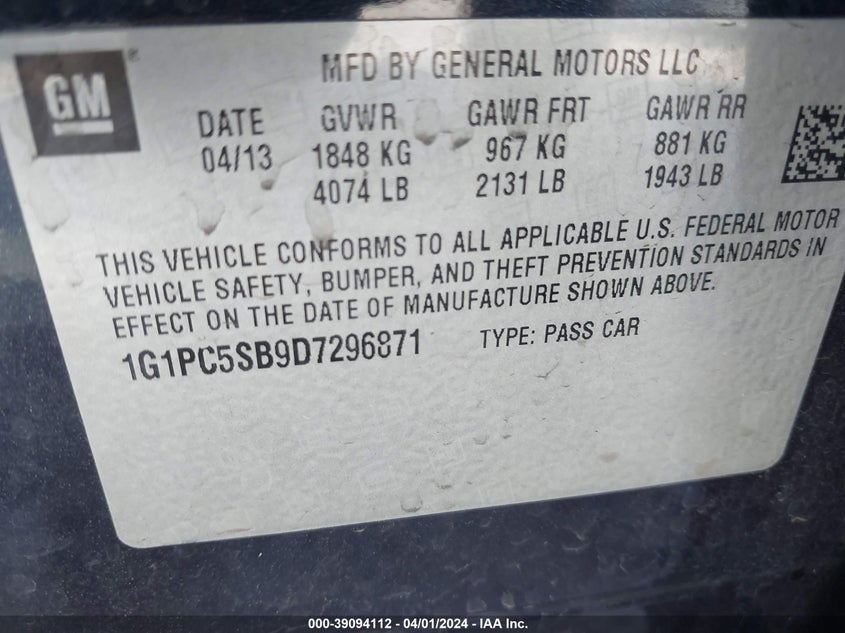 GM ®
MFD BY GENERAL MOTORS LLC
DATE GVWR GAWR FRT GAWR RR
04/13 1848 KG 967 KG 881 KG
4074 LB 2131 LB 1943 LB
THIS VEHICLE CONFORMS TO ALL APPLICABLE U.S. FEDERAL MOTOR
VEHICLE SAFETY, BUMPER, AND THEFT PREVENTION STANDARDS IN
EFFECT ON THE DATE OF MANUFACTURE SHOWN ABOVE.
1G1PC5SB9D7296871 TYPE: PASS CAR
000-39094112 - 04/01/2024 - IAA Inc.